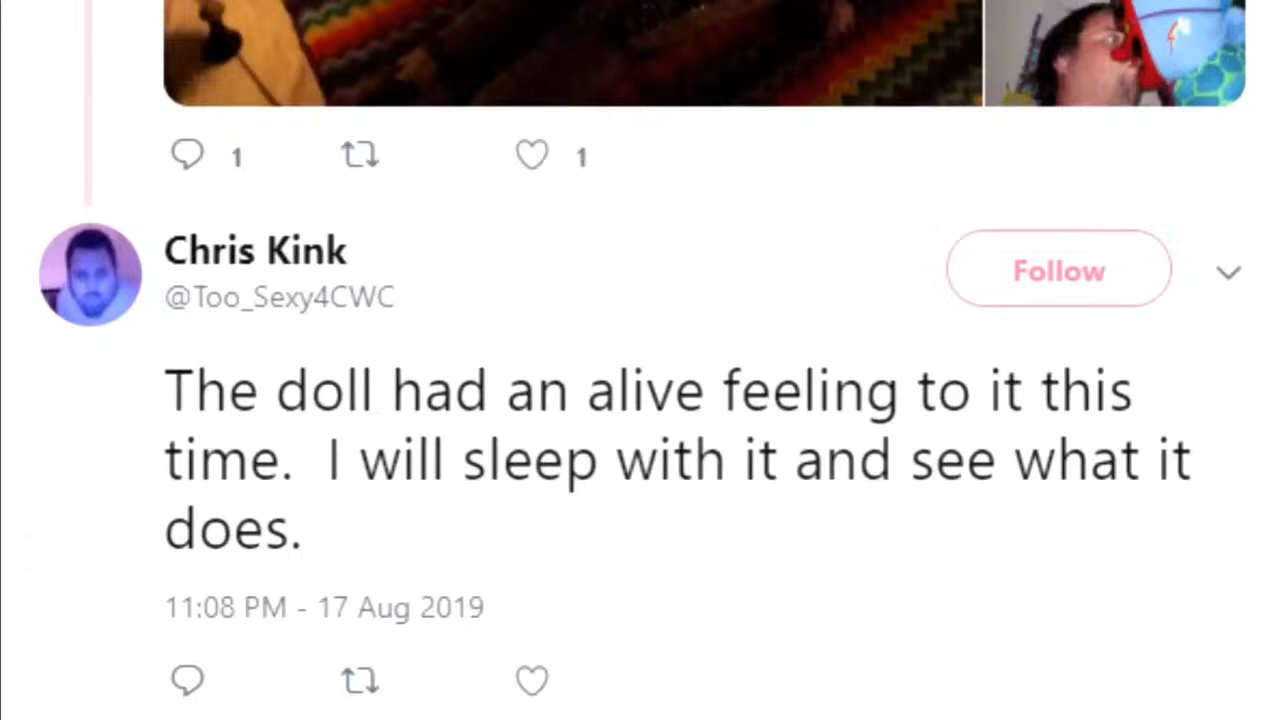 1
1
Chris Kink
@Too_Sexy4CWC
Follow
The doll had an alive feeling to it this
time.  I will sleep with it and see what it
does.
11:08 PM - 17 Aug 2019